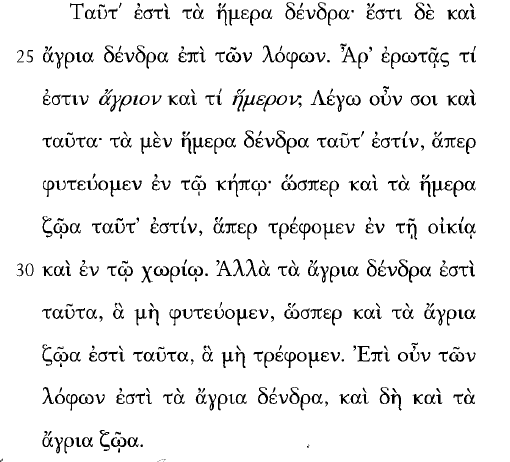 Ταῦτ’ ἐστὶ τὰ ἥμερα δένδρα· ἔστι δὲ καὶ
25 ἄγρια δένδρα ἐπὶ τῶν λόφων. Ἆρ’ ἐρωτᾷς τί
ἐστιν ἄγριον καὶ τί ἥμερον; Λέγω οὖν σοι καὶ
ταῦτα· τὰ μὲν ἥμερα δένδρα ταῦτ’ ἐστίν, ἅπερ
φυτεύομεν ἐν τῷ κήπῳ· ὥσπερ καὶ τὰ ἥμερα
ζῷα ταῦτ’ ἐστίν, ἅπερ τρέφομεν ἐν τῇ οἰκίᾳ
30 καὶ ἐν τῷ χωρίῳ. Ἀλλὰ τὰ ἄγρια δένδρα ἐστὶ
ταῦτα, ἃ μὴ φυτεύομεν, ὥσπερ καὶ τὰ ἄγρια
ζῷα ἐστὶ ταῦτα, ἃ μὴ τρέφομεν. Ἐπὶ οὖν τῶν
λόφων ἐστὶ τὰ ἄγρια δένδρα, καὶ δὴ καὶ τὰ
ἄγρια ζῷα.